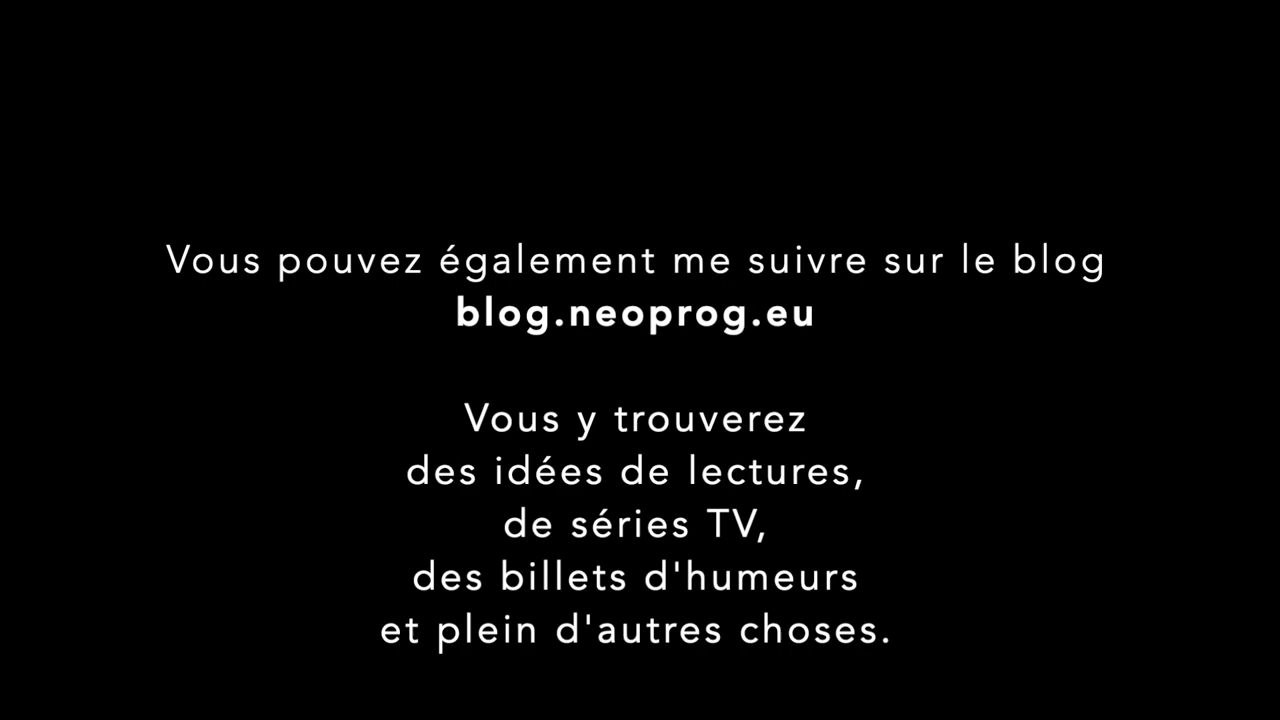 Vous pouvez également me suivre sur le blog
blog.neoprog.eu
Vous y trouverez
des idées de lectures,
de séries TV,
des billets d'humeurs
et plein d'autres choses.